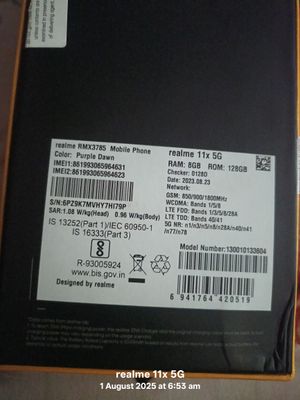 realme RMX3785 Mobile Phone
Color: Purple Dawn
IMEI1:861993065964631
IMEI2:861993065964623
S/N:6PZ9K7MVHY7HI79P
SAR:1.08 W/kg(Head) 0.96 W/kg(Body)
IS 13252(Part 1)/IEC 60950-1
IS 16333(Part 3)
R-93005924
www.bis.gov.in
Designed by realme
realme 11x 5G
RAM: 8GB ROM: 128GB
Checker: 01280
Date: 2023.08.23
Network:
GSM: 850/900/1800MHz
WCDMA: Bands 1/5/8
LTE FDD: Bands 1/3/5/8/28A
LTE TDD: Bands 40/41
5G NR: n1/n3/n5/n8/n28A/n40/n41
/n77/n78
Model Number:130010133604
6 941764 420519
realme 11x 5G
1 August 2025 at 6:53 am